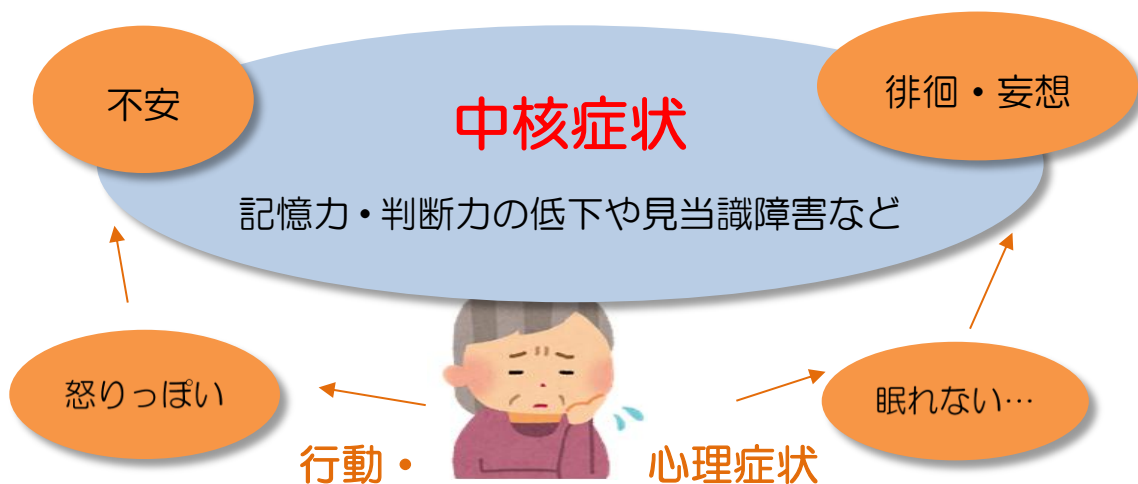 不安
徘徊・妄想
中核症状
記憶力・判断力の低下や見当識障害など
怒りっぽい
眠れない…
行動・
心理症状